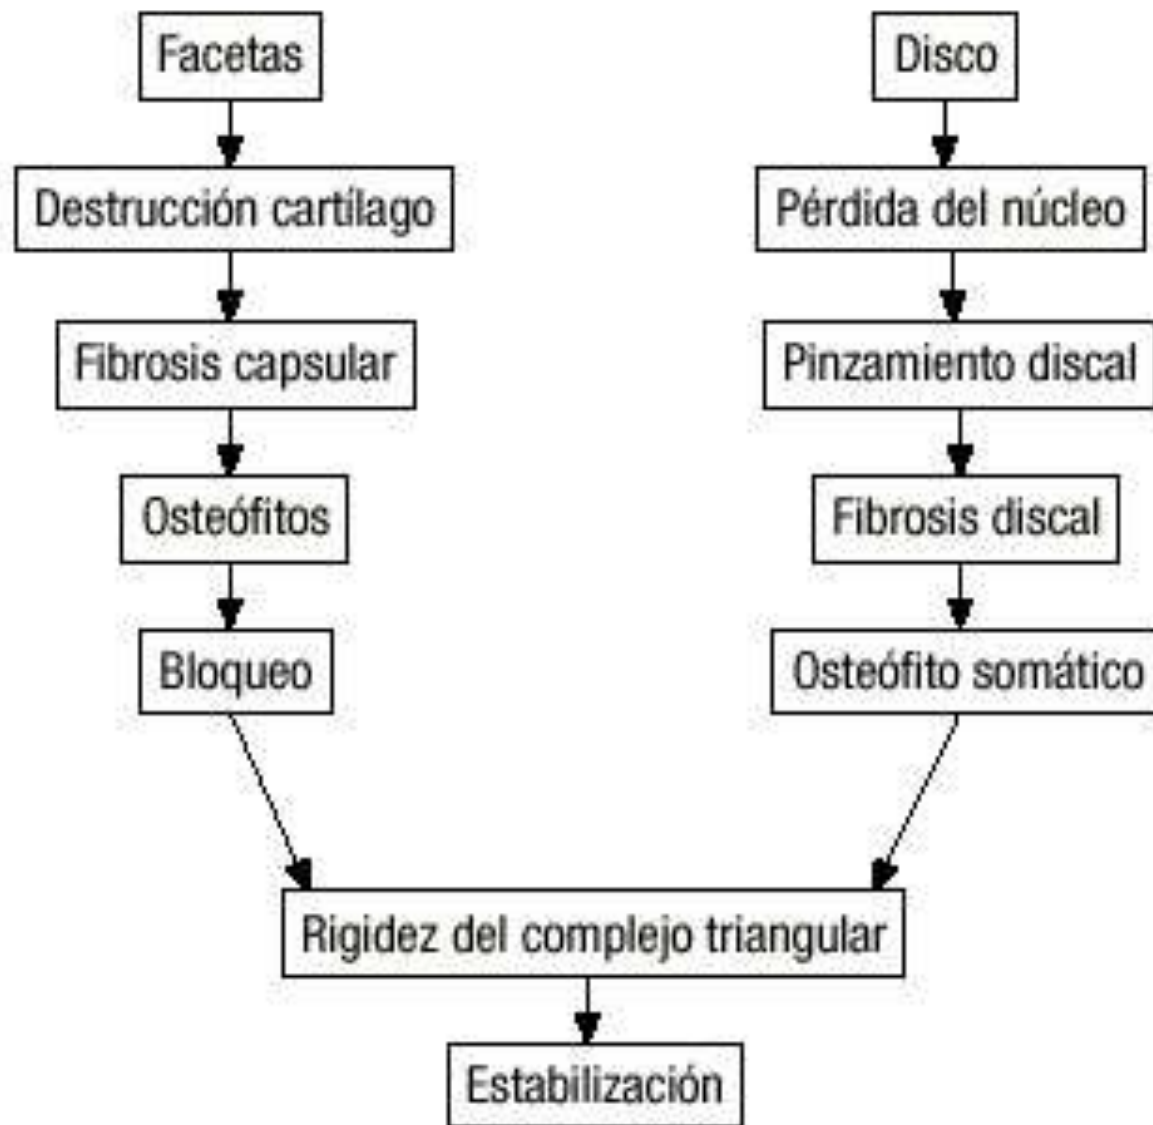 Facetas
Disco
Destrucción cartílago
Pérdida del núcleo
Fibrosis capsular
Pinzamiento discal
Osteófitos
Fibrosis discal
Bloqueo
Osteófito somático
Rigidez del complejo triangular
Estabilización